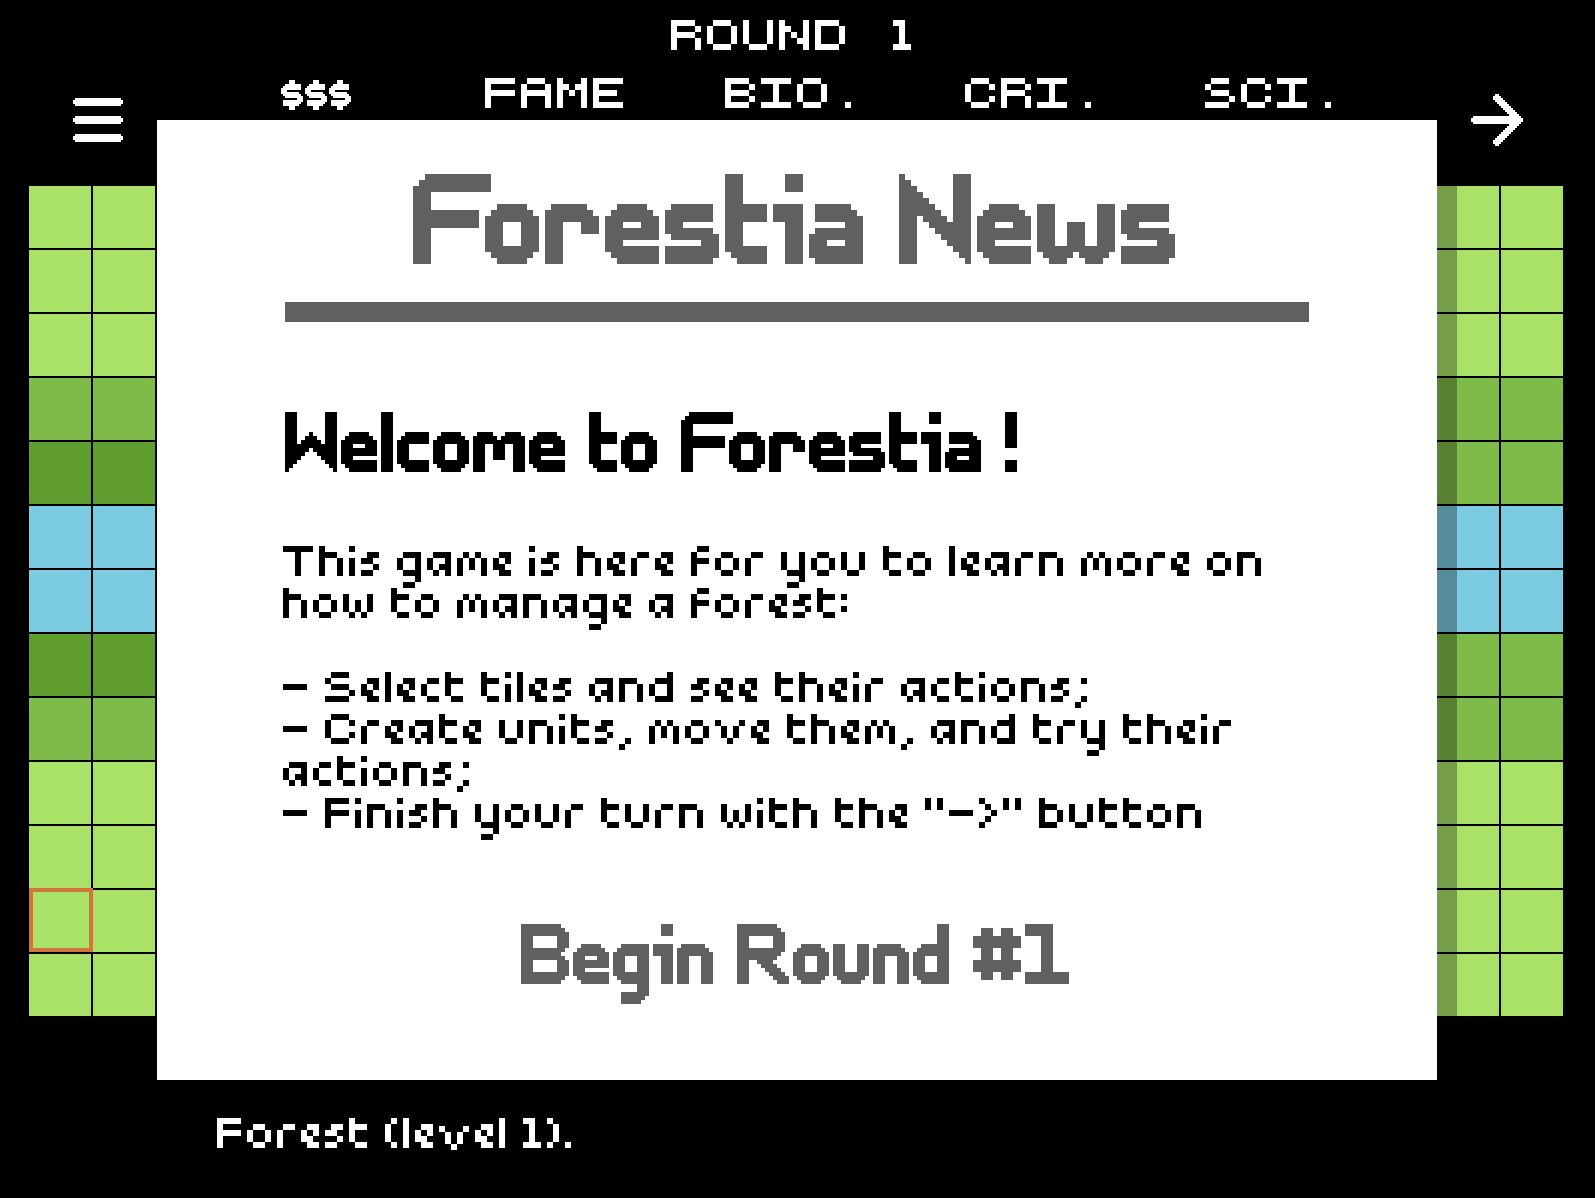 ROUND 1
$$$ FAME BIO. CRI. SCI.
Forestia News
Welcome to Forestia !
This game is here for you to learn more on
how to manage a forest:
- Select tiles and see their actions;
- Create units, move them, and try their
actions;
- Finish your turn with the "->" button
Begin Round #1
Forest (level 1).